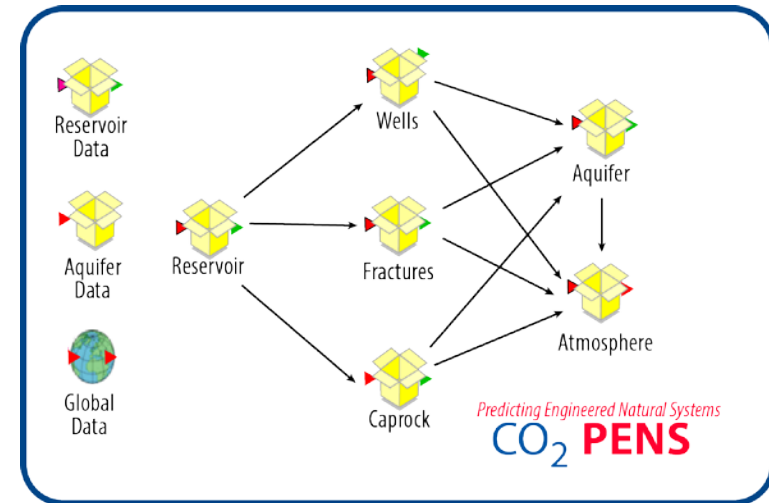 Reservoir
Data
Aquifer
Data
Global
Data
Reservoir
Wells
Fractures
Caprock
Aquifer
Atmosphere
Predicting Engineered Natural Systems
CO2 PENS